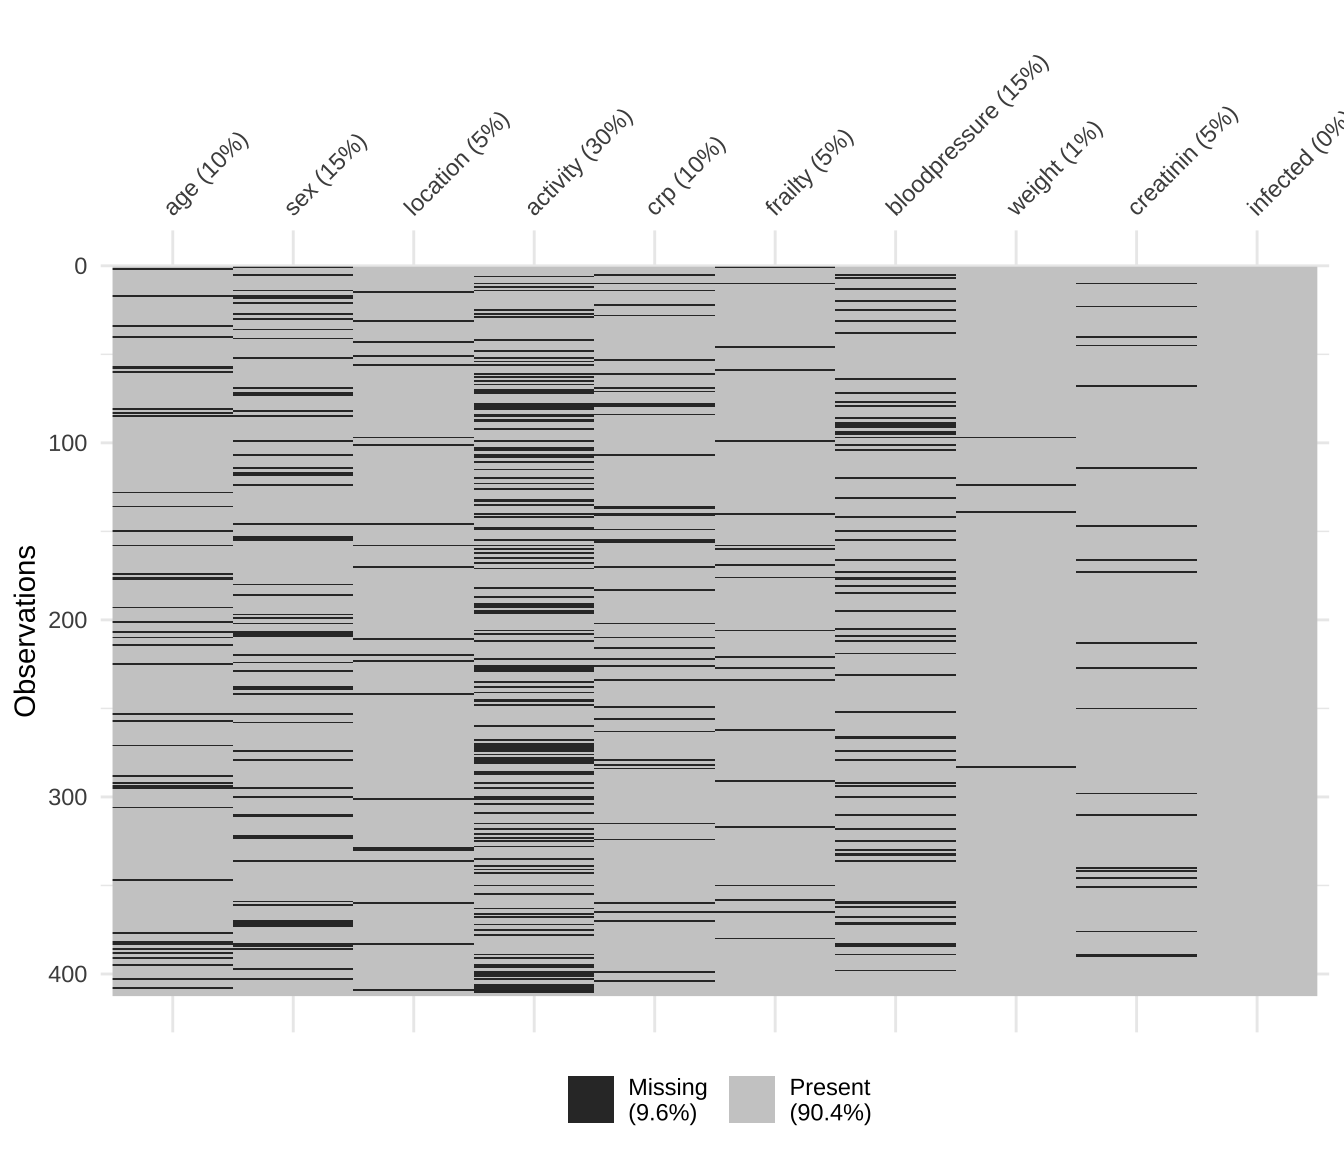 age (10%)
sex (15%)
location (5%)
activity (30%)
crp (10%)
frailty (5%)
bloodpressure (15%)
weight (1%)
creatinin (5%)
infected (0%
Observations
0
100
200
300
400
Missing
(9.6%)
Present
(90.4%)